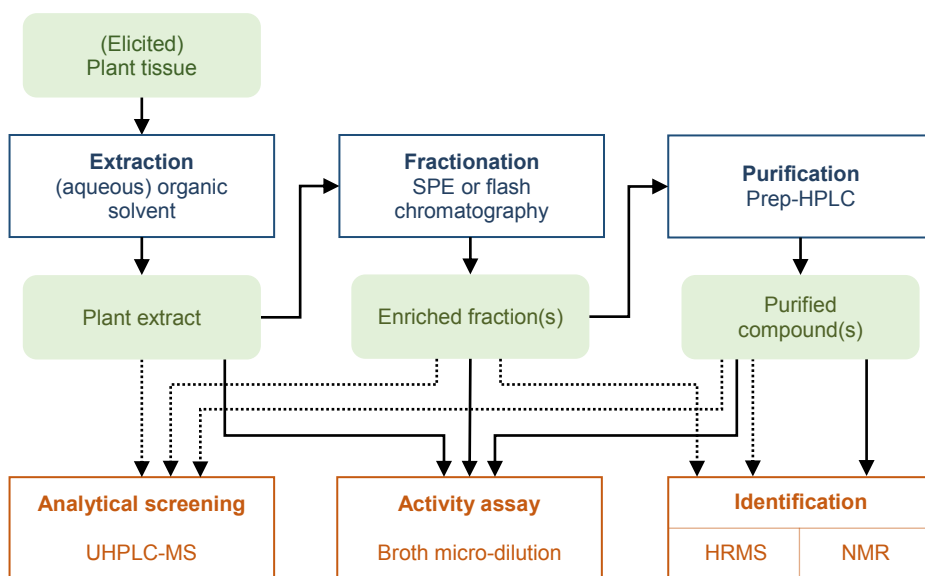 (Elicited)
Plant tissue
Extraction
(aqueous) organic
solvent
Fractionation
SPE or flash
chromatography
Purification
Prep-HPLC
Plant extract
Enriched fraction(s)
Purified
compound(s)
Analytical screening
UHPLC-MS
Activity assay
Broth micro-dilution
Identification
HRMS
NMR